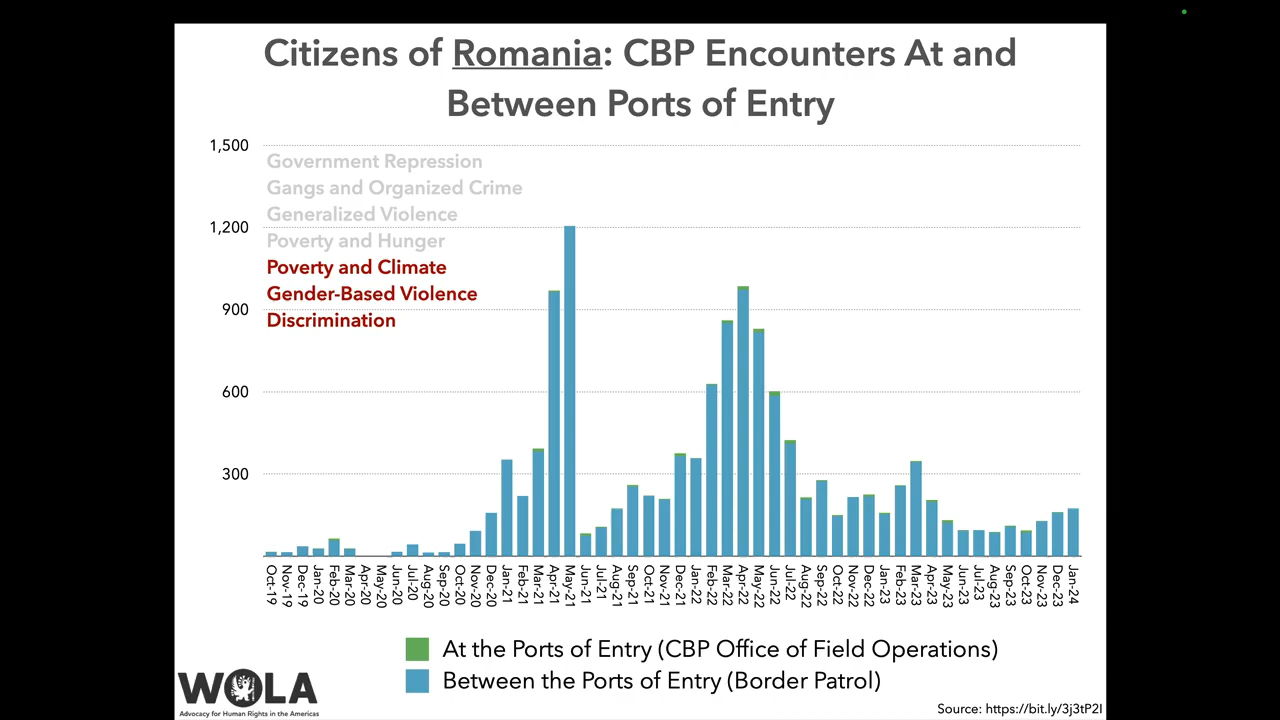 Citizens of Romania: CBP Encounters At and
Between Ports of Entry
1,500
1,200
900
600
300
Government Repression
Gangs and Organized Crime
Generalized Violence
Poverty and Hunger
Poverty and Climate
Gender-Based Violence
Discrimination
Oct-19
Nov-19
Dec-19
Jan-20
Feb-20
Mar-20
Apr-20
May-20
Jun-20
Jul-20
Aug-20
Sep-20
Oct-20
Nov-20
Dec-20
Jan-21
Feb-21
Mar-21
Apr-21
May-21
Jun-21
Jul-21
Aug-21
Sep-21
Oct-21
Nov-21
Dec-21
Jan-22
Feb-22
Mar-22
Apr-22
May-22
Jun-22
Jul-22
Aug-22
Sep-22
Oct-22
Nov-22
Dec-22
Jan-23
Feb-23
Mar-23
Apr-23
May-23
Jun-23
Jul-23
Aug-23
Sep-23
Oct-23
Nov-23
Dec-23
Jan-24
At the Ports of Entry (CBP Office of Field Operations)
Between the Ports of Entry (Border Patrol)
WOLA
Advocacy for Human Rights in the Americas
Source: https://bit.ly/3j3tP2I